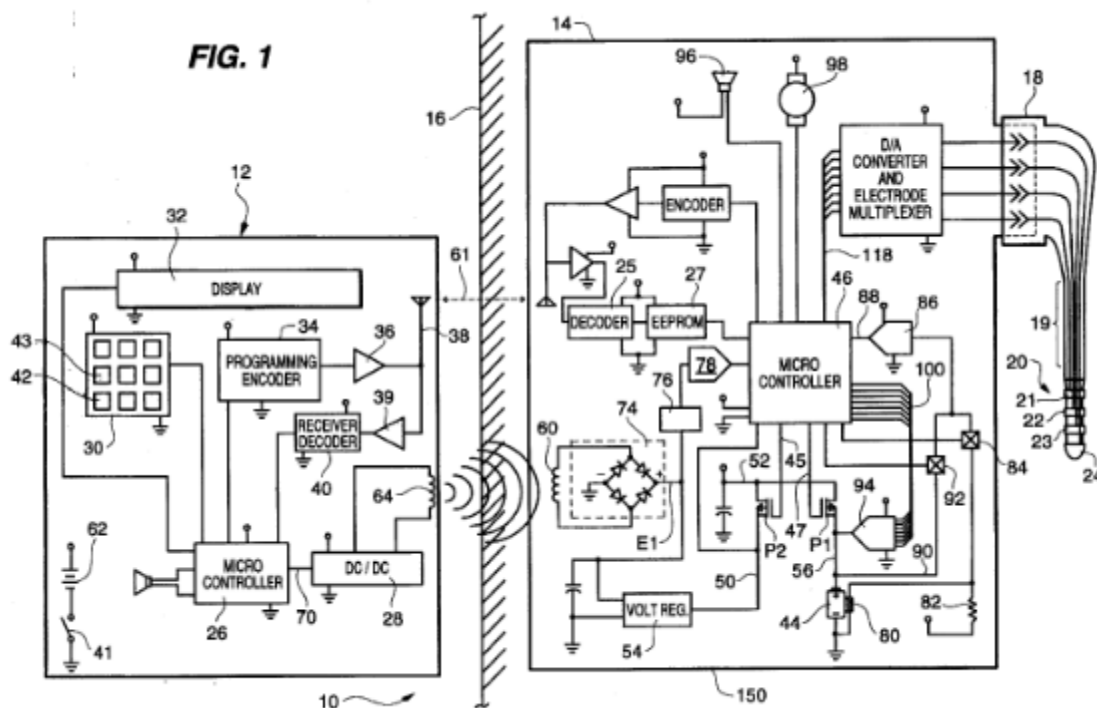 FIG. 1
14
96
98
18
16
D/A
CONVERTER
AND
ELECTRODE
MULTIPLEXER
12
ENCODER
32
61
25
27
118
DISPLAY
46
88
86
34
36
38
DECODER
EEPROM
19
43
PROGRAMMING
ENCODER
78
MICRO
CONTROLLER
20
42
39
76
100
21
RECEIVER
DECODER
74
22
30
40
60
52
45
23
64
92
84
24
47
94
62
E1
P2
P1
90
MICRO
CONTROLLER
DC / DC
50
56
70
VOLT REG.
44
80
82
41
26
28
54
10
150